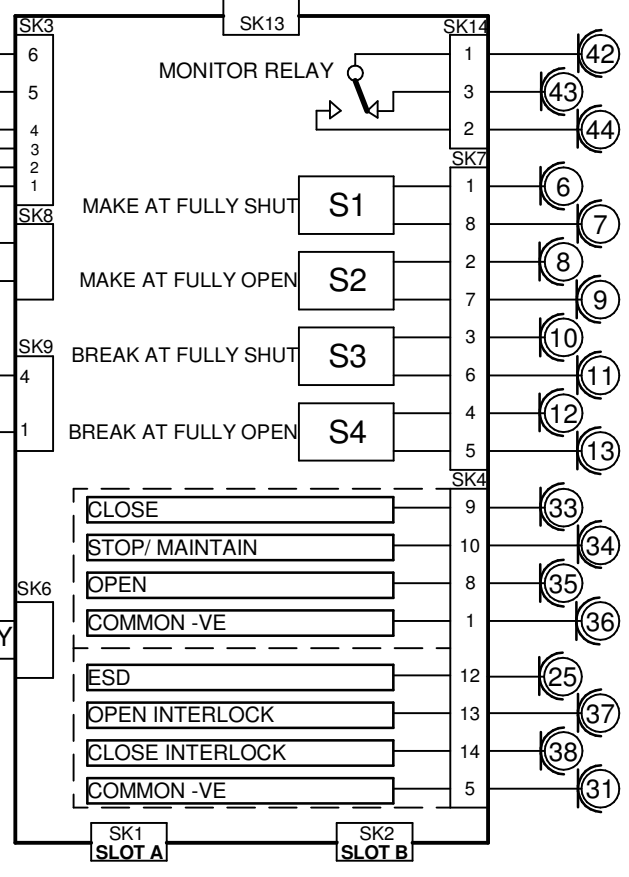 SK3
SK13
SK14
6
MONITOR RELAY
1
42
5
3
43
4
2
44
3
2
1
SK7
MAKE AT FULLY SHUT
S1
1
6
SK8
8
7
MAKE AT FULLY OPEN
S2
2
8
7
9
SK9
BREAK AT FULLY SHUT
S3
3
10
4
6
11
1
BREAK AT FULLY OPEN
S4
4
12
5
13
SK4
CLOSE
9
33
STOP/ MAINTAIN
10
34
SK6
OPEN
8
35
Y
COMMON -VE
1
36
ESD
12
25
OPEN INTERLOCK
13
37
CLOSE INTERLOCK
14
38
COMMON -VE
5
31
SK1
SLOT A
SK2
SLOT B